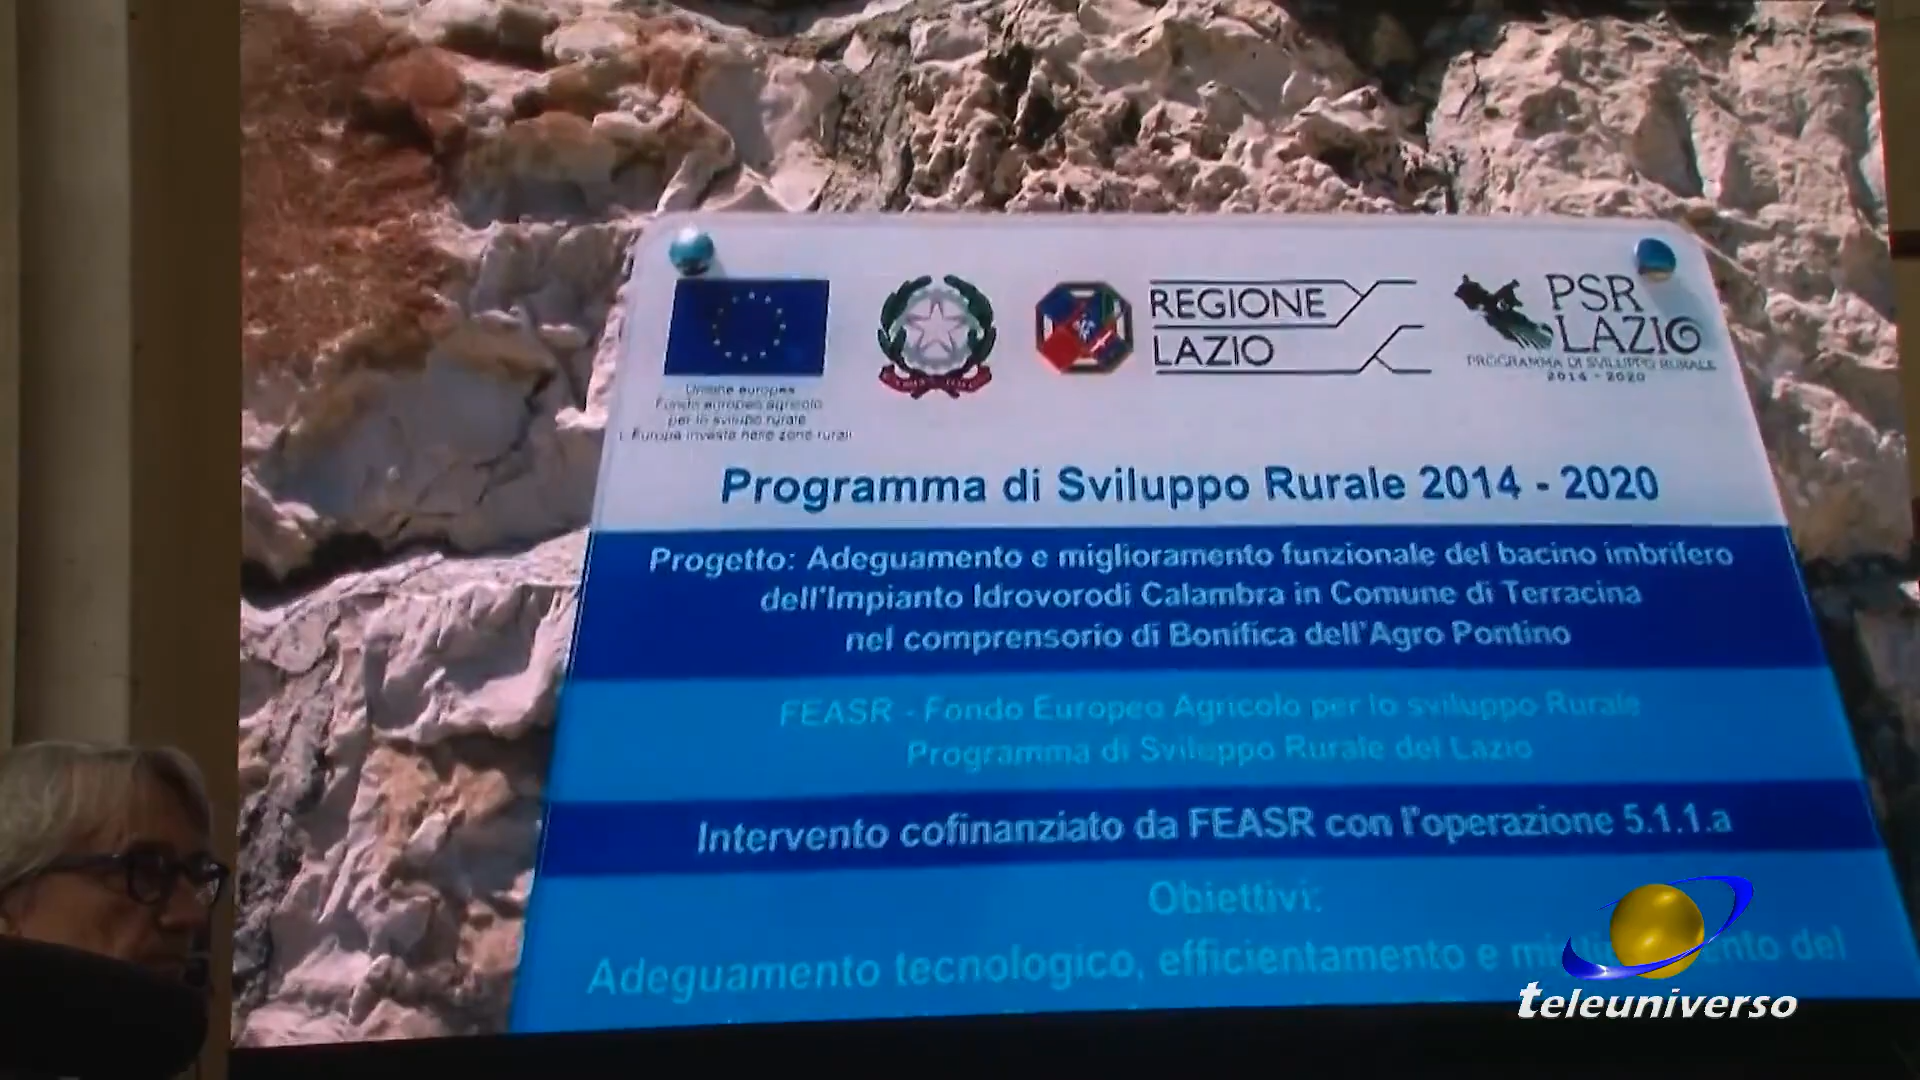 REGIONE
LAZIO
PSR
LAZIO
PROGRAMMA DI SVILUPPO RURALE
2014 - 2020
Unione europea
Fondo europeo agricolo
per lo sviluppo rurale
L'Europa investe nelle zone rurali
Programma di Sviluppo Rurale 2014 - 2020
Progetto: Adeguamento e miglioramento funzionale del bacino imbrifero
dell'Impianto Idrovorodi Calambra in Comune di Terracina
nel comprensorio di Bonifica dell'Agro Pontino
FEASR - Fondo Europeo Agricolo per lo sviluppo Rurale
Programma di Sviluppo Rurale del Lazio
Intervento cofinanziato da FEASR con l'operazione 5.1.1.a
Obiettivi:
Adeguamento tecnologico, efficientamento e del
teleuniverso